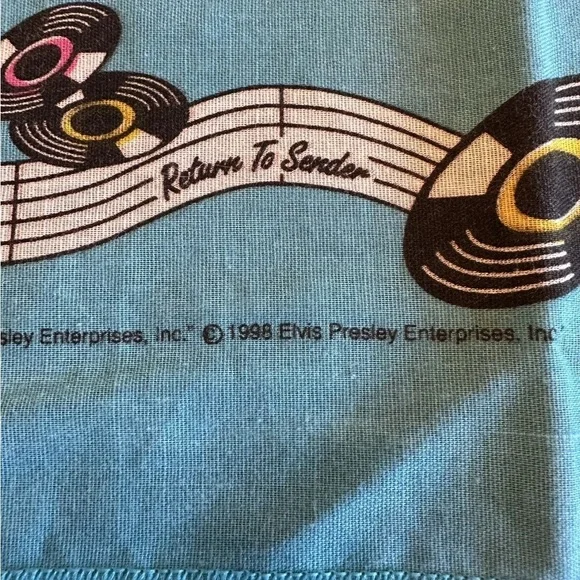 Return To Sender
sley Enterprises, Inc." © 1998 Elvis Presley Enterprises, Inc